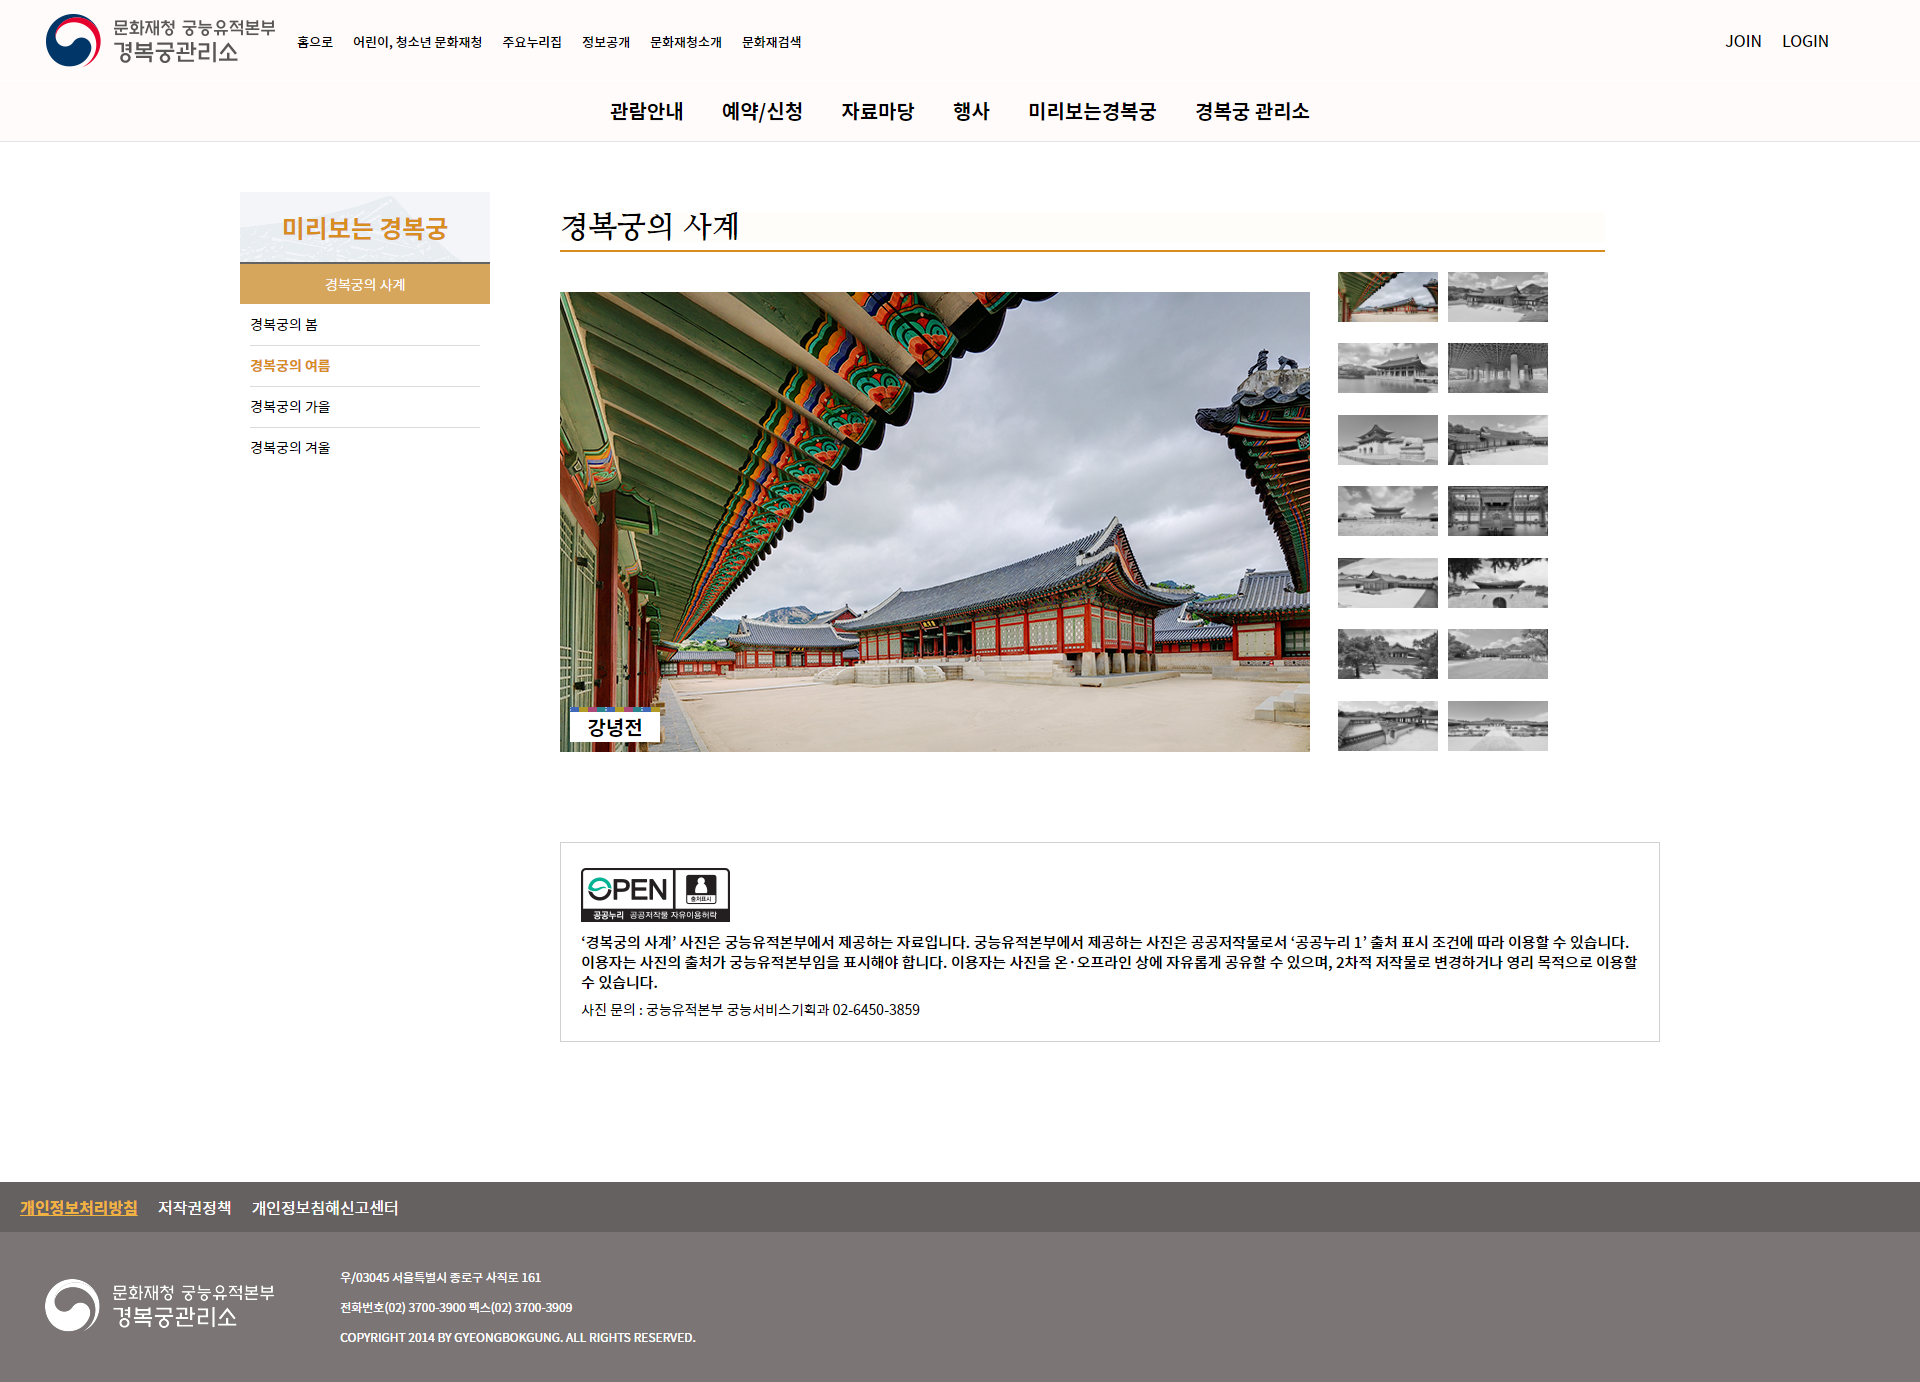 문화재청 궁능유적본부
경복궁관리소
홈으로 어린이, 청소년 문화재청 주요누리집 정보공개 문화재청소개 문화재검색
JOIN LOGIN
관람안내 예약/신청 자료마당 행사 미리보는경복궁 경복궁 관리소
미리보는 경복궁
경복궁의 사계
경복궁의 봄
경복궁의 여름
경복궁의 가을
경복궁의 겨울
경복궁의 사계
강녕전
OPEN
출처표시
공공누리 공공저작물 자유이용허락
‘경복궁의 사계’ 사진은 궁능유적본부에서 제공하는 자료입니다. 궁능유적본부에서 제공하는 사진은 공공저작물로서 ‘공공누리 1’ 출처 표시 조건에 따라 이용할 수 있습니다.
이용자는 사진의 출처가 궁능유적본부임을 표시해야 합니다. 이용자는 사진을 온·오프라인 상에 자유롭게 공유할 수 있으며, 2차적 저작물로 변경하거나 영리 목적으로 이용할
수 있습니다.
사진 문의 : 궁능유적본부 궁능서비스기획과 02-6450-3859
개인정보처리방침 저작권정책 개인정보침해신고센터
문화재청 궁능유적본부
경복궁관리소
우/03045 서울특별시 종로구 사직로 161
전화번호(02) 3700-3900 팩스(02) 3700-3909
COPYRIGHT 2014 BY GYEONGBOKGUNG. ALL RIGHTS RESERVED.